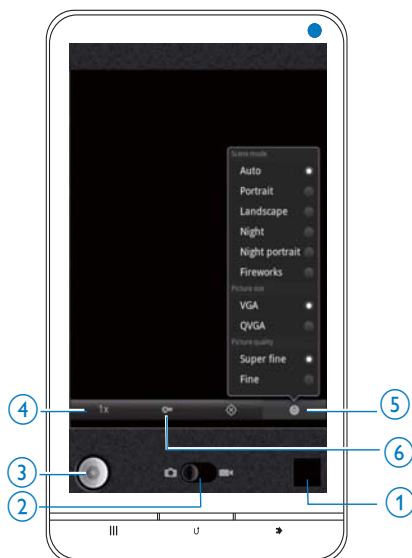 Scene mode
Auto
Portrait
Landscape
Night
Night portrait
Fireworks
Picture size
VGA
QVGA
Picture quality
Super fine
Fine
4
1x
5
6
3
2
1